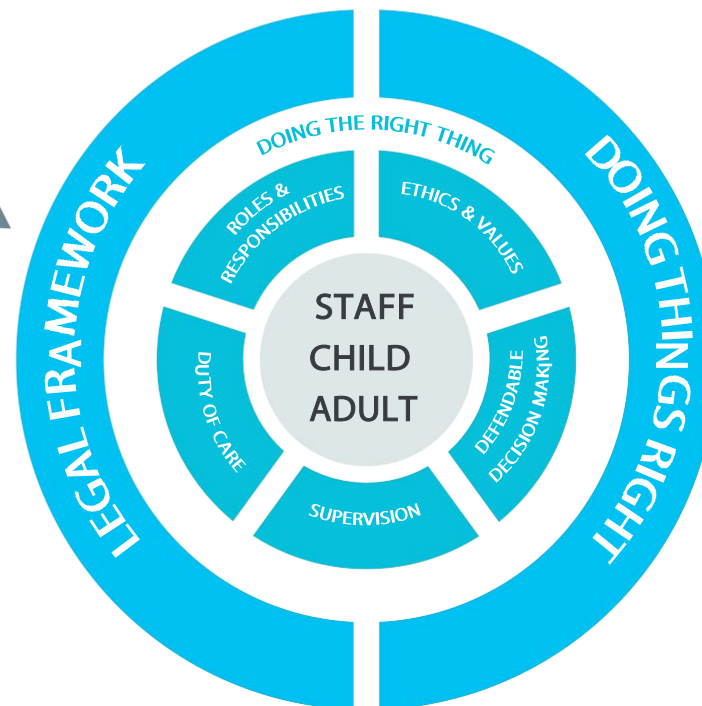 LEGAL FRAMEWORK
DOING THINGS RIGHT
DOING THE RIGHT THING
ROLES &
RESPONSIBILITIES
ETHICS & VALUES
DUTY OF CARE
DEFENDABLE
DECISION MAKING
SUPERVISION
STAFF
CHILD
ADULT